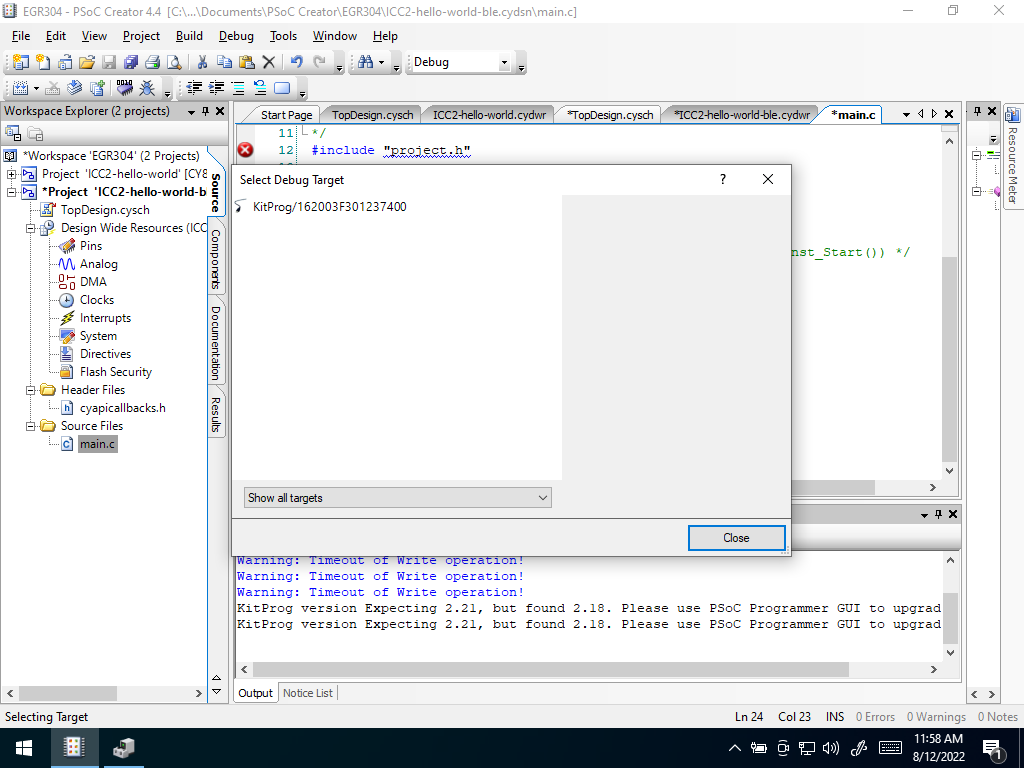 EGR304 - PSoC Creator 4.4 [C:\...\Documents\PSoC Creator\EGR304\ICC2-hello-world-ble.cydsn\main.c]
File Edit View Project Build Debug Tools Window Help
Debug
Workspace Explorer (2 projects)
Start Page TopDesign.cysch ICC2-hello-world.cydwr *TopDesign.cysch *ICC2-hello-world-ble.cydwr *main.c
11 */
12 #include "project.h"
*Workspace 'EGR304' (2 Projects)
Project 'ICC2-hello-world' [CY8
*Project 'ICC2-hello-world-b
TopDesign.cysch
Design Wide Resources (ICC
Pins
Analog
DMA
Clocks
Interrupts
System
Directives
Flash Security
Header Files
cyapicallbacks.h
Source Files
main.c
Source
Components
Documentation
Results
Select Debug Target
?
KitProg/162003F301237400
Show all targets
Close
nst_Start()) */
Resource Meter
Warning: Timeout of Write operation!
Warning: Timeout of Write operation!
Warning: Timeout of Write operation!
KitProg version Expecting 2.21, but found 2.18. Please use PSoC Programmer GUI to upgrad
KitProg version Expecting 2.21, but found 2.18. Please use PSoC Programmer GUI to upgrad
Output Notice List
Selecting Target
Ln 24 Col 23 INS 0 Errors 0 Warnings 0 Notes
11:58 AM
8/12/2022
1